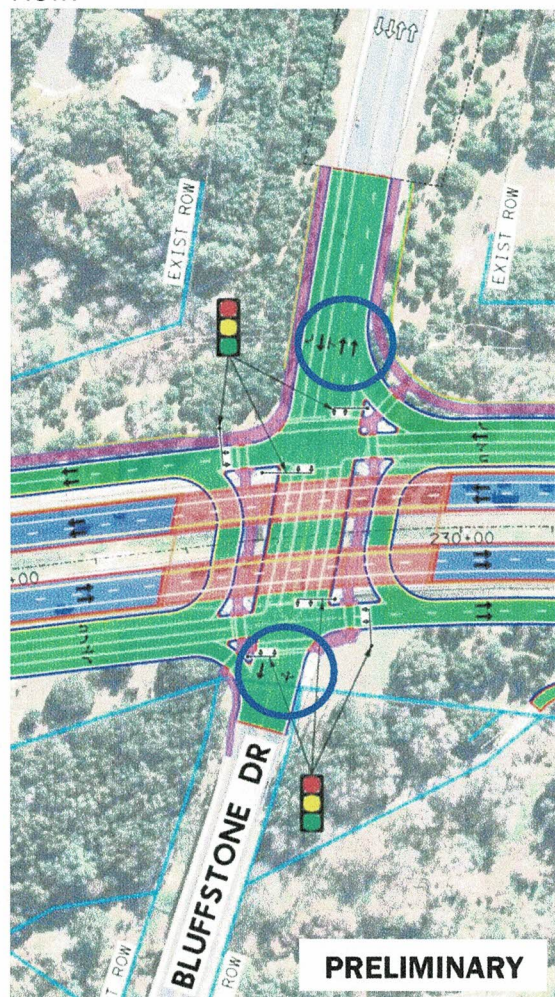 EXIST ROW
EXIST ROW
230+00
+00
BLUFFSTONE DR
T ROW
ROW
PRELIMINARY